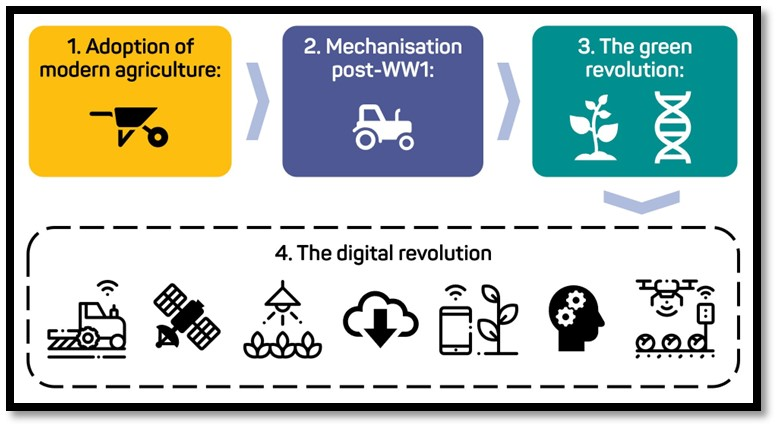 1. Adoption of
modern agriculture:
2. Mechanisation
post-WW1:
3. The green
revolution:
4. The digital revolution